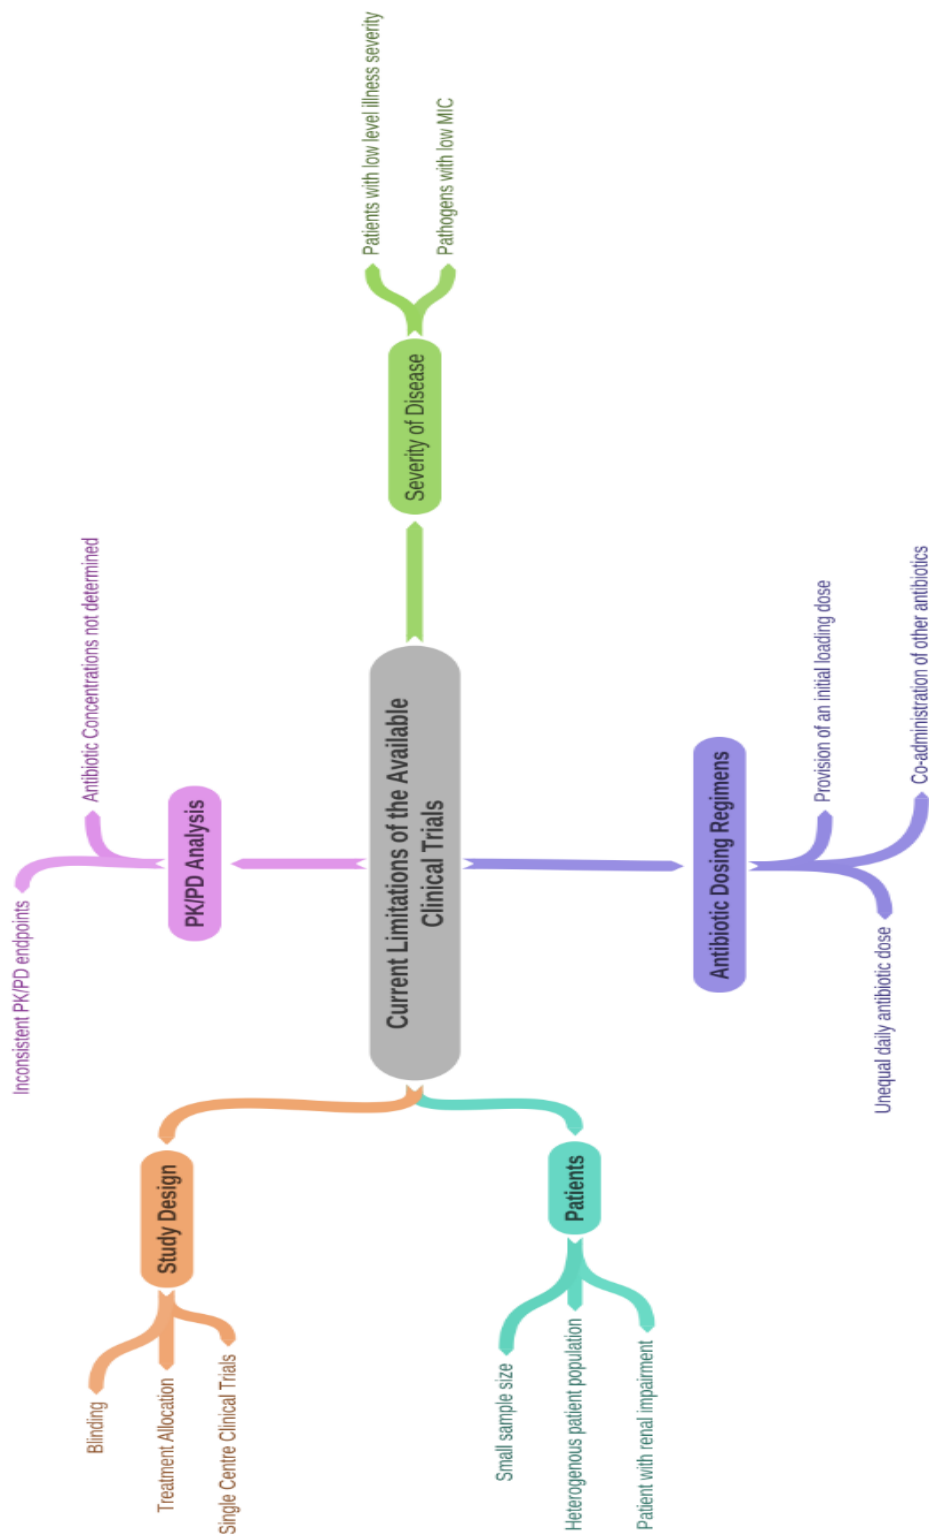 Blinding
Treatment Allocation
Single Centre Clinical Trials
Study Design
Inconsistent PK/PD endpoints
Antibiotic Concentrations not determined
PK/PD Analysis
Current Limitations of the Available
Clinical Trials
Severity of Disease
Patients with low level illness severity
Pathogens with low MIC
Patients
Small sample size
Heterogenous patient population
Patient with renal impairment
Antibiotic Dosing Regimens
Provision of an initial loading dose
Unequal daily antibiotic dose
Co-administration of other antibiotics